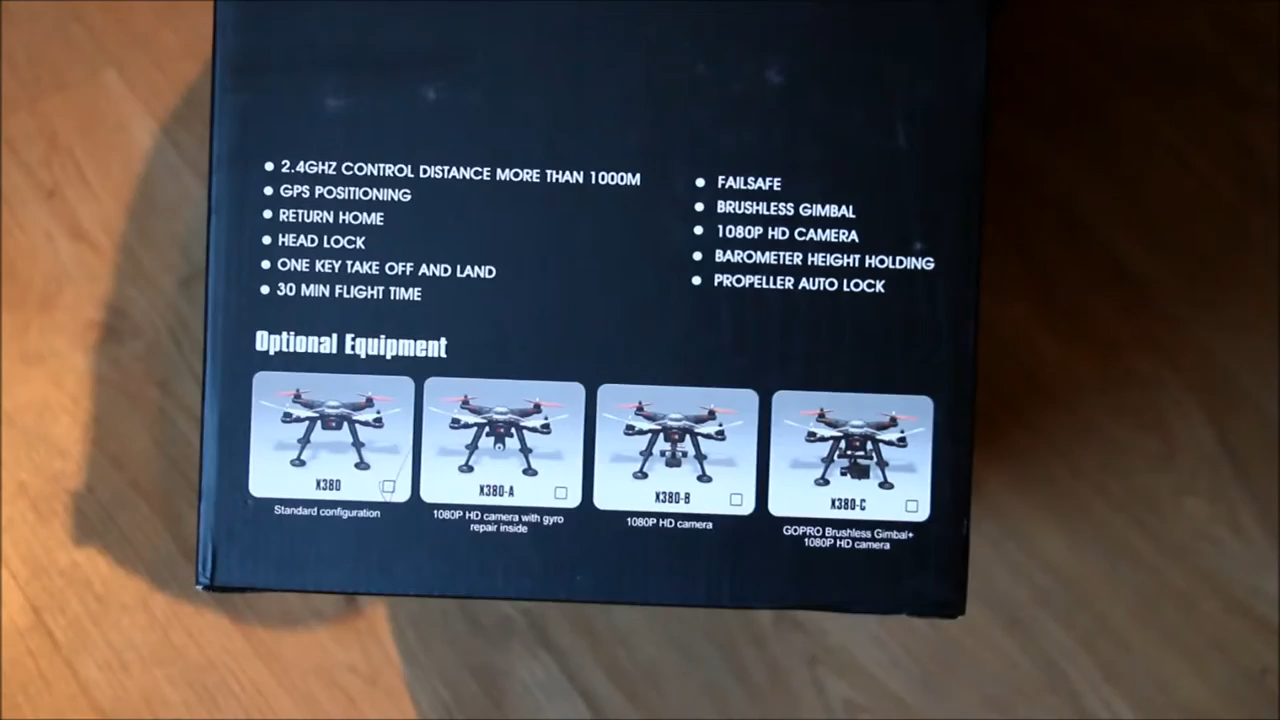 2.4GHZ CONTROL DISTANCE MORE THAN 1000M
GPS POSITIONING
RETURN HOME
HEAD LOCK
ONE KEY TAKE OFF AND LAND
30 MIN FLIGHT TIME
FAILSAFE
BRUSHLESS GIMBAL
1080P HD CAMERA
BAROMETER HEIGHT HOLDING
PROPELLER AUTO LOCK
Optional Equipment
X380
Standard configuration
X380-A
1080P HD camera with gyro
repair inside
X380-B
1080P HD camera
X380-C
GOPRO Brushless Gimbal+
1080P HD camera